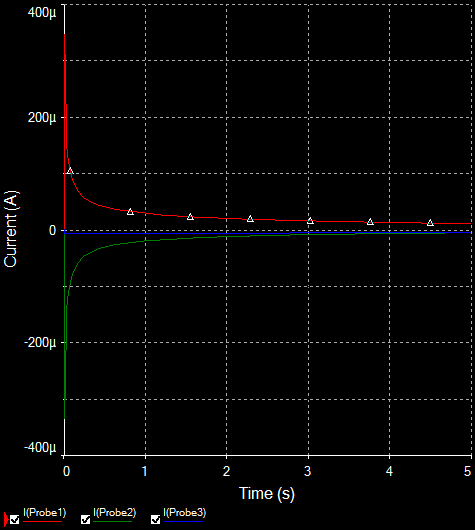 400µ
200µ
0
-200µ
-400µ
Current (A)
0 1 2 3 4 5
Time (s)
I(Probe1) I(Probe2) I(Probe3)